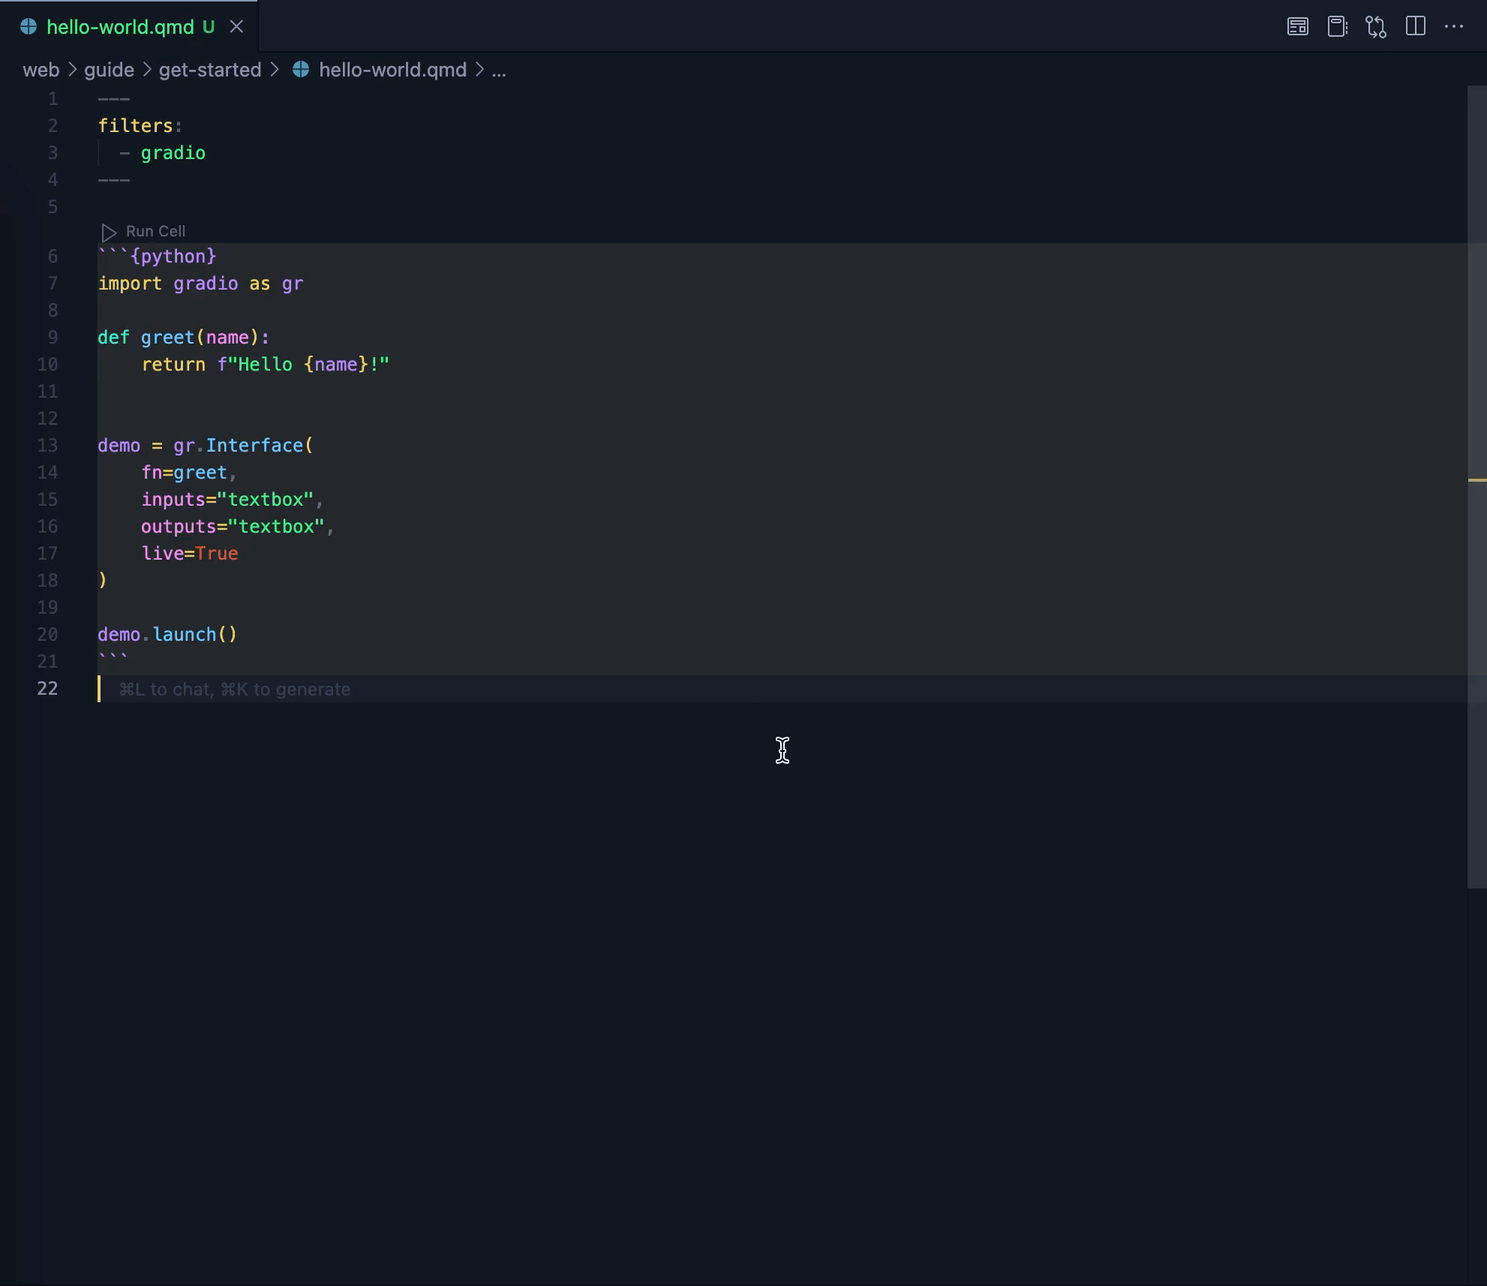 hello-world.qmd U
web > guide > get-started > hello-world.qmd > ...
1 ---
2 filters:
3   - gradio
4 ---
5
Run Cell
6 ```{python}
7 import gradio as gr
8
9 def greet(name):
10     return f"Hello {name}!"
11
12
13 demo = gr.Interface(
14     fn=greet,
15     inputs="textbox",
16     outputs="textbox",
17     live=True
18 )
19
20 demo.launch()
21 ```
22 ⌘L to chat, ⌘K to generate